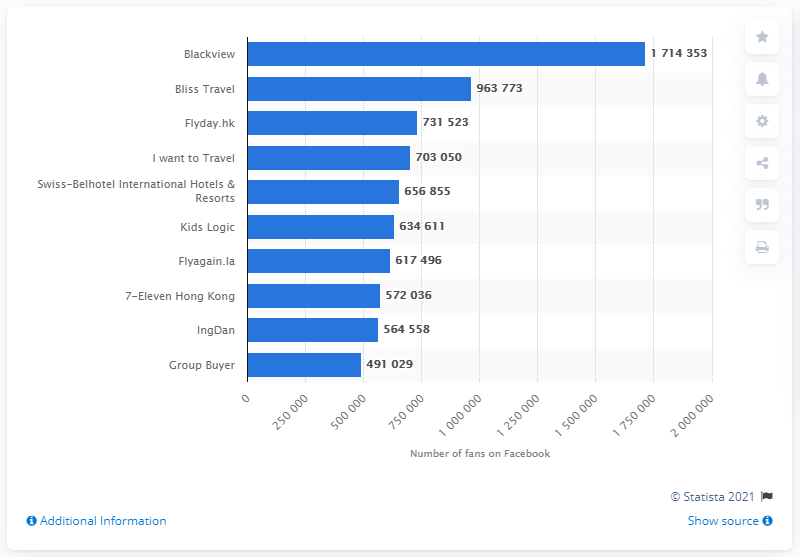 Blackview 1 714 353
Bliss Travel 963 773
Flyday.hk 731 523
I want to Travel 703 050
Swiss-Belhotel International Hotels &
Resorts 656 855
Kids Logic 634 611
Flyagain.la 617 496
7-Eleven Hong Kong 572 036
IngDan 564 558
Group Buyer 491 029
0 250 000 500 000 750 000 1 000 000 1 250 000 1 500 000 1 750 000 2 000 000
Number of fans on Facebook
© Statista 2021
Additional Information Show source